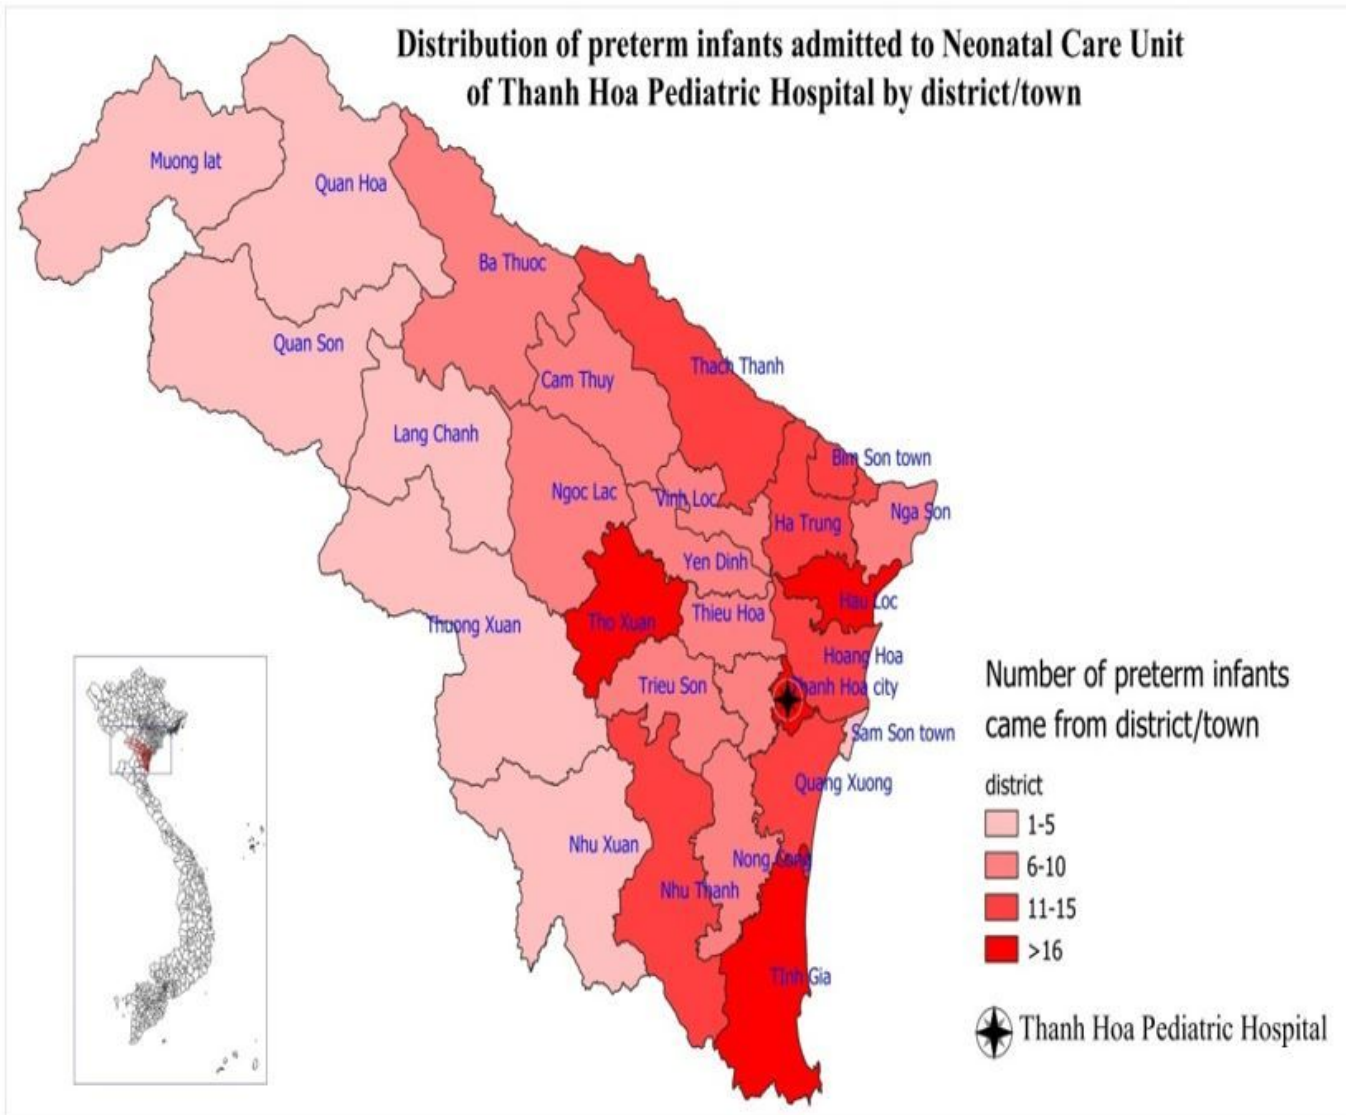 Distribution of preterm infants admitted to Neonatal Care Unit
of Thanh Hoa Pediatric Hospital by district/town
Muong lat
Quan Hoa
Ba Thuoc
Quan Son
Thach Thanh
Cam Thuy
Lang Chanh
Bim Son town
Ngoc Lac
Vinh Loc
Nga Son
Ha Trung
Yen Dinh
Hau Loc
Thieu Hoa
Tho Xuan
Thuong Xuan
Hoang Hoa
Trieu Son
Thanh Hoa city
Sam Son town
Quang Xuong
Nhu Xuan
Nong Cong
Nhu Thanh
TInh Gia
Number of preterm infants
came from district/town
district
1-5
6-10
11-15
>16
Thanh Hoa Pediatric Hospital